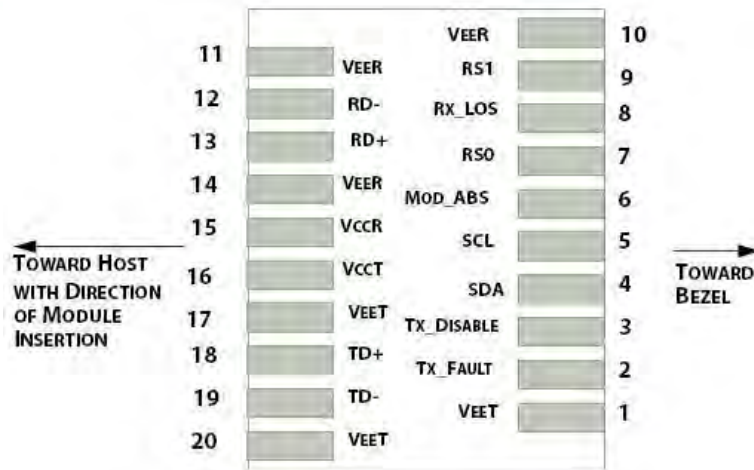 VEER 10
11 VEER
RS1 9
12 RD-
RX_LOS 8
13 RD+
RS0 7
14 VEER
MOD_ABS 6
15 VCCR
SCL 5
16 VCCT
SDA 4
17 VEET
TX_DISABLE 3
18 TD+
TX_FAULT 2
19 TD-
VEET 1
20 VEET
TOWARD HOST
WITH DIRECTION
OF MODULE
INSERTION
TOWARD
BEZEL